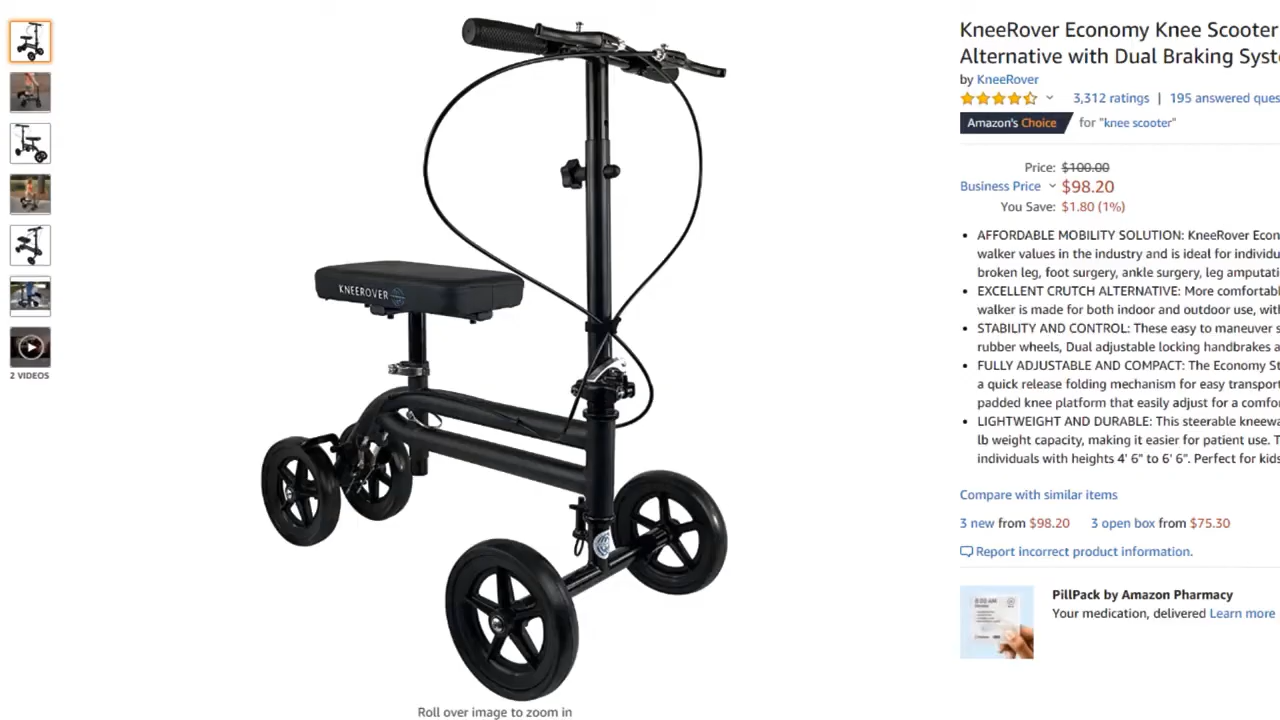 KneeRover Economy Knee Scooter
Alternative with Dual Braking Syst
by KneeRover
3,312 ratings | 195 answered ques
Amazon's Choice for "knee scooter"
Price: $100.00
Business Price $98.20
You Save: $1.80 (1%)
AFFORDABLE MOBILITY SOLUTION: KneeRover Econ
walker values in the industry and is ideal for individu
broken leg, foot surgery, ankle surgery, leg amputati
EXCELLENT CRUTCH ALTERNATIVE: More comfortabl
walker is made for both indoor and outdoor use, wit
STABILITY AND CONTROL: These easy to maneuver s
rubber wheels, Dual adjustable locking handbrakes a
FULLY ADJUSTABLE AND COMPACT: The Economy St
a quick release folding mechanism for easy transport
padded knee platform that easily adjust for a comfo
LIGHTWEIGHT AND DURABLE: This steerable kneewa
lb weight capacity, making it easier for patient use. T
individuals with heights 4' 6" to 6' 6". Perfect for kids
Compare with similar items
3 new from $98.20 3 open box from $75.30
Report incorrect product information.
PillPack by Amazon Pharmacy
Your medication, delivered Learn more
8:00 AM
KNEEROVER
2 VIDEOS
Roll over image to zoom in